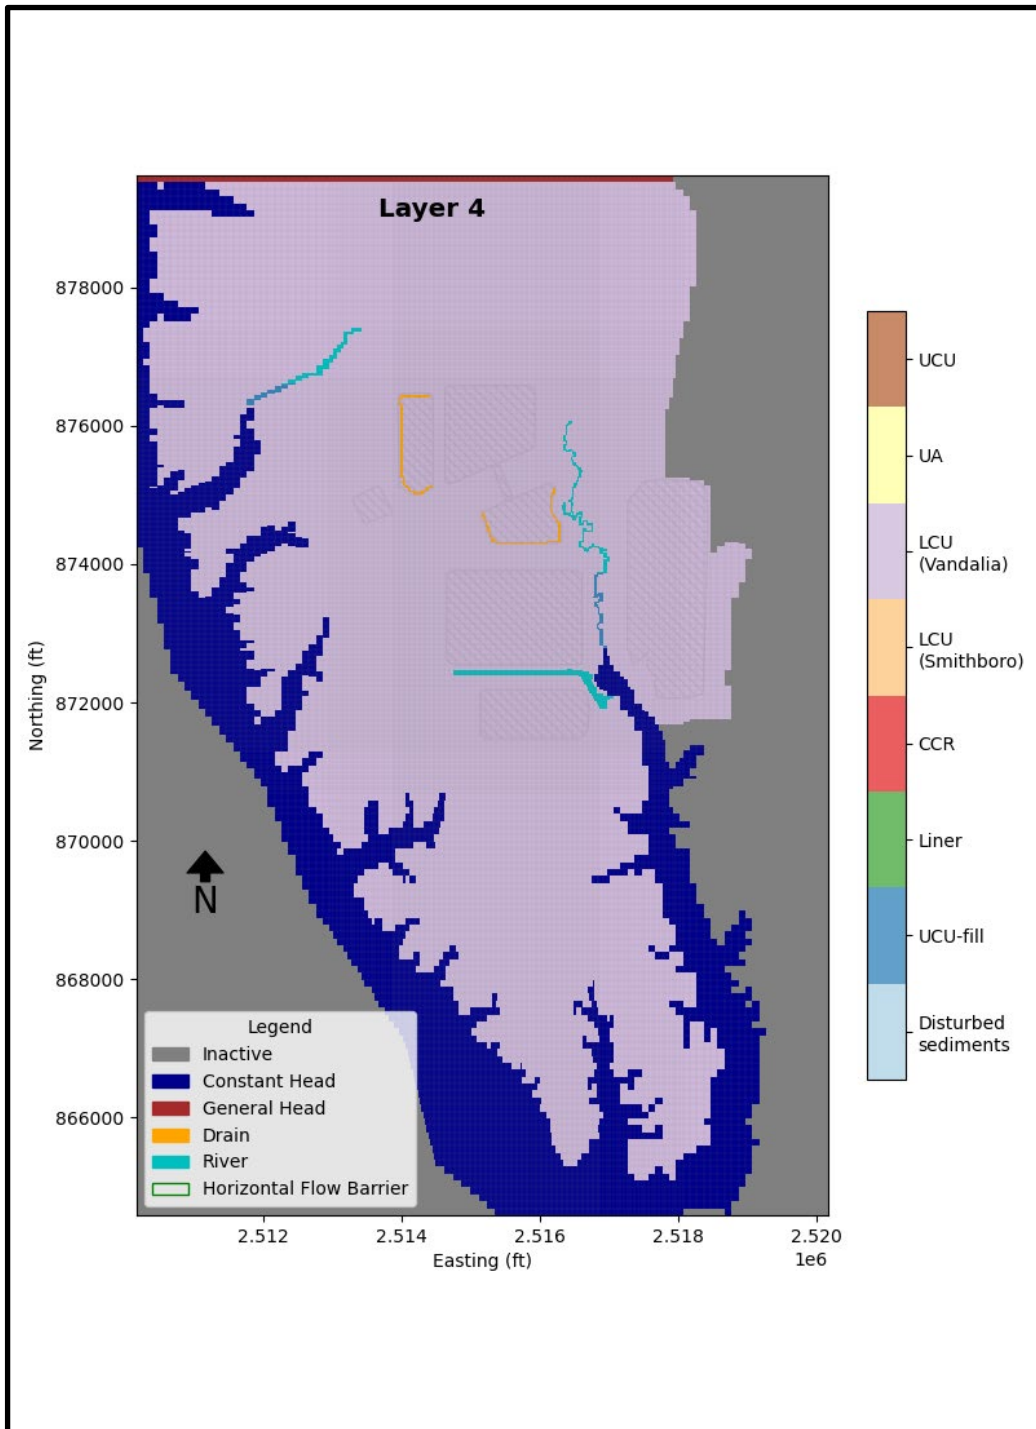 Layer 4
878000
876000
874000
872000
870000
868000
866000
Northing (ft)
N
Legend
Inactive
Constant Head
General Head
Drain
River
Horizontal Flow Barrier
2.512
2.514
2.516
2.518
2.520
1e6
Easting (ft)
UCU
UA
LCU
(Vandalia)
LCU
(Smithboro)
CCR
Liner
UCU-fill
Disturbed
sediments